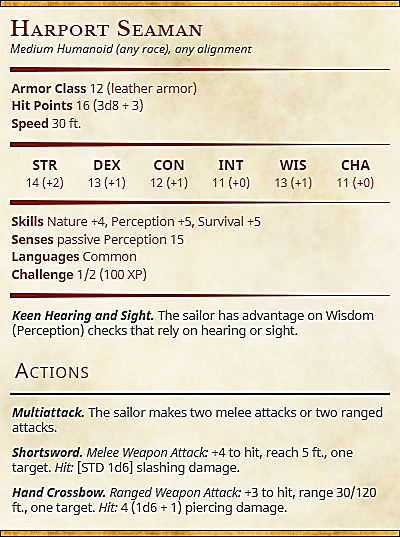 Harport Seaman
Medium Humanoid (any race), any alignment
Armor Class 12 (leather armor)
Hit Points 16 (3d8 + 3)
Speed 30 ft.
STR DEX CON INT WIS CHA
14 (+2) 13 (+1) 12 (+1) 11 (+0) 13 (+1) 11 (+0)
Skills Nature +4, Perception +5, Survival +5
Senses passive Perception 15
Languages Common
Challenge 1/2 (100 XP)
Keen Hearing and Sight. The sailor has advantage on Wisdom
(Perception) checks that rely on hearing or sight.
Actions
Multiattack. The sailor makes two melee attacks or two ranged
attacks.
Shortsword. Melee Weapon Attack: +4 to hit, reach 5 ft., one
target. Hit: [STD 1d6] slashing damage.
Hand Crossbow. Ranged Weapon Attack: +3 to hit, range 30/120
ft., one target. Hit: 4 (1d6 + 1) piercing damage.